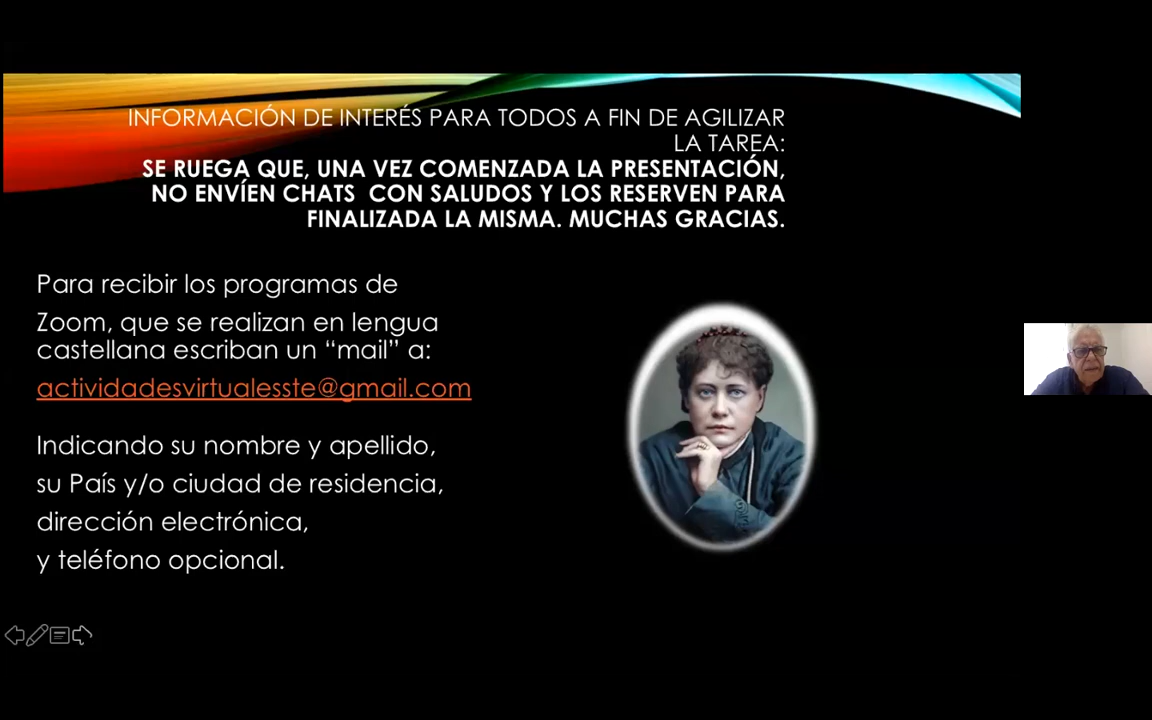 INFORMACIÓN DE INTERÉS PARA TODOS A FIN DE AGILIZAR
LA TAREA:
SE RUEGA QUE, UNA VEZ COMENZADA LA PRESENTACIÓN,
NO ENVÍEN CHATS CON SALUDOS Y LOS RESERVEN PARA
FINALIZADA LA MISMA. MUCHAS GRACIAS.
Para recibir los programas de
Zoom, que se realizan en lengua
castellana escriban un “mail” a:
actividadesvirtualesste@gmail.com
Indicando su nombre y apellido,
su País y/o ciudad de residencia,
dirección electrónica,
y teléfono opcional.